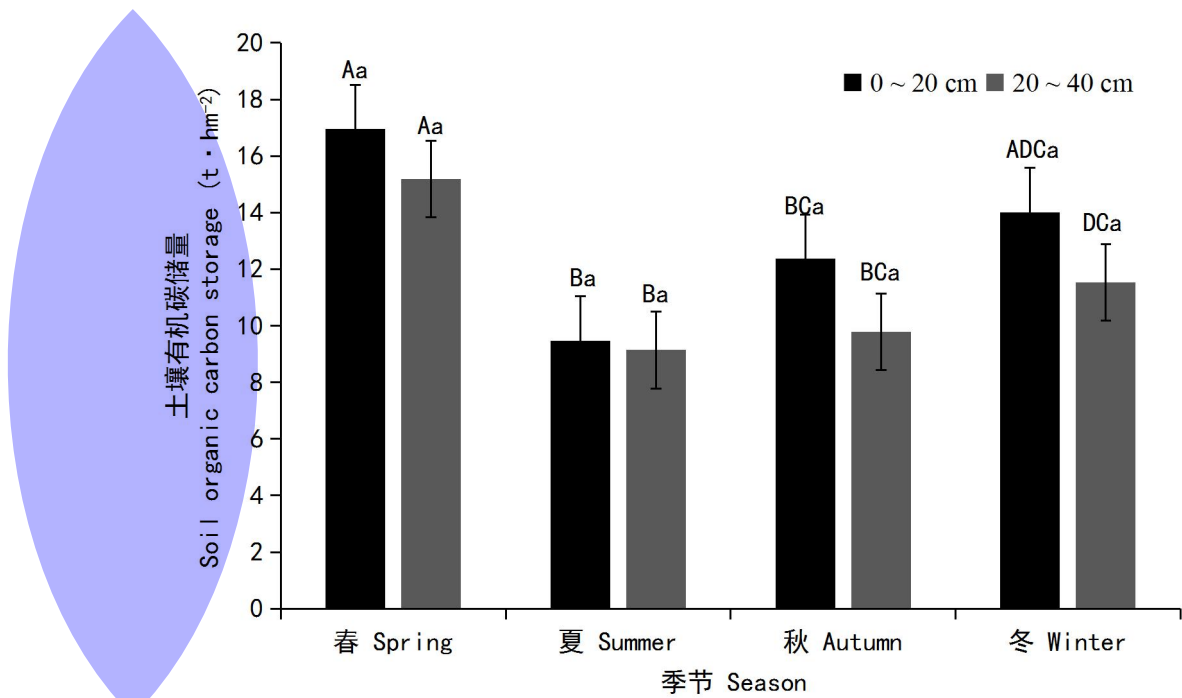 土壤有机碳储量
Soil organic carbon storage (t·hm⁻²)
20
18
16
14
12
10
8
6
4
2
0
■ 0 ~ 20 cm ■ 20 ~ 40 cm
Aa
Aa
Ba
Ba
BCa
BCa
ADCa
DCa
春 Spring
夏 Summer
秋 Autumn
冬 Winter
季节 Season